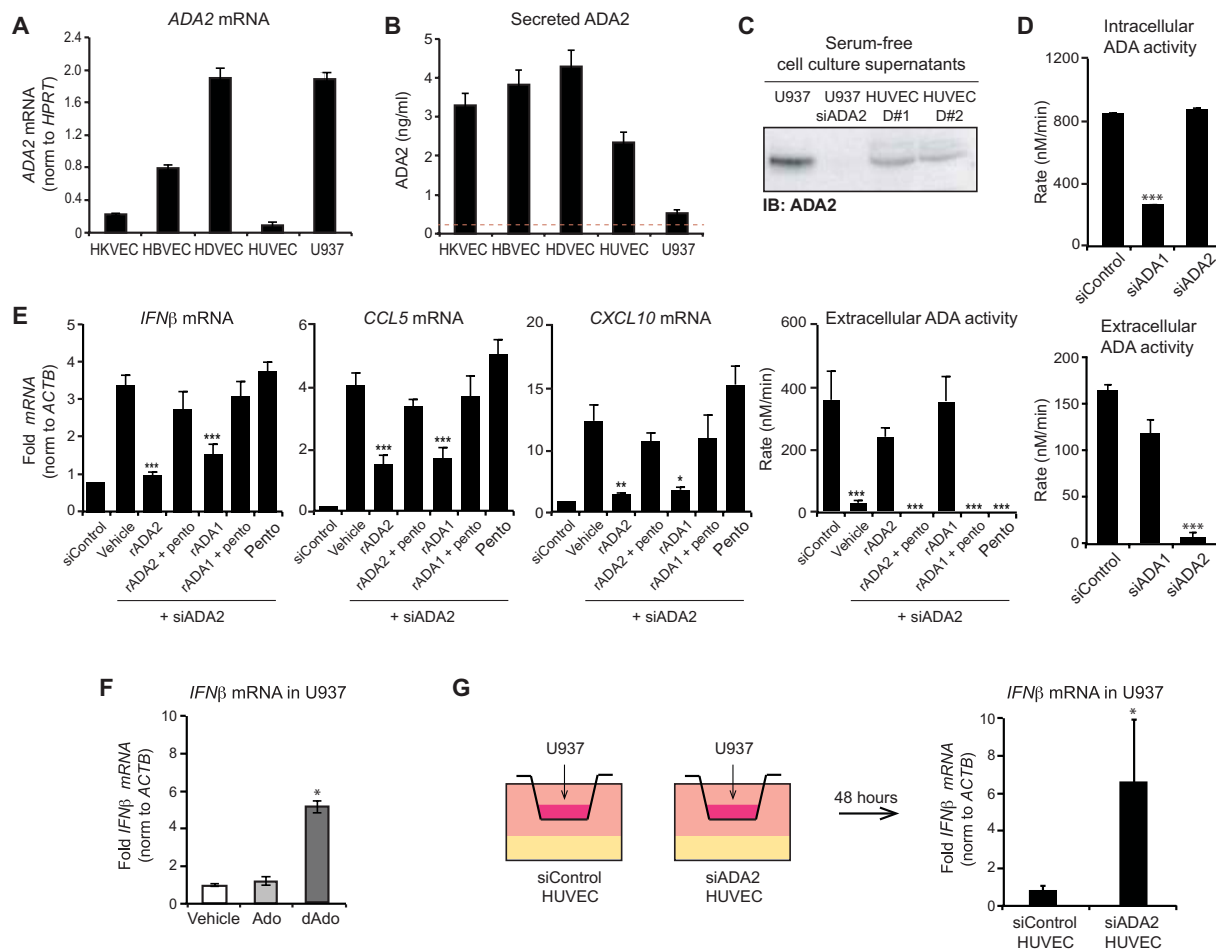 A
ADA2 mRNA
ADA2 mRNA
(norm to HPRT)
2.4
2.0
1.6
1.2
0.8
0.4
0
HKVEC HBVEC HDVEC HUVEC U937
B
Secreted ADA2
ADA2 (ng/ml)
5
4
3
2
1
0
HKVEC HBVEC HDVEC HUVEC U937
C
Serum-free
cell culture supernatants
U937 U937 HUVEC HUVEC
siADA2 D#1 D#2
IB: ADA2
D
Intracellular
ADA activity
Rate (nM/min)
1200
800
400
0
***
siControl siADA1 siADA2
Extracellular
ADA activity
Rate (nM/min)
200
150
100
50
0
***
siControl siADA1 siADA2
E
IFNβ mRNA
Fold mRNA
(norm to ACTB)
5
4
3
2
1
0
***
***
siControl Vehicle rADA2 rADA2 + pento rADA1 rADA1 + pento Pento
+ siADA2
CCL5 mRNA
6
4
2
0
***
***
siControl Vehicle rADA2 rADA2 + pento rADA1 rADA1 + pento Pento
+ siADA2
CXCL10 mRNA
20
15
10
5
0
**
*
siControl Vehicle rADA2 rADA2 + pento rADA1 rADA1 + pento Pento
+ siADA2
Extracellular ADA activity
Rate (nM/min)
600
400
200
0
*** *** *** ***
siControl Vehicle rADA2 rADA2 + pento rADA1 rADA1 + pento Pento
+ siADA2
F
IFNβ mRNA in U937
Fold IFNβ mRNA
(norm to ACTB)
10
8
6
4
2
0
*
Vehicle Ado dAdo
G
U937 U937
siControl
HUVEC
siADA2
HUVEC
48 hours
IFNβ mRNA in U937
Fold IFNβ mRNA
(norm to ACTB)
10
8
6
4
2
0
*
siControl
HUVEC
siADA2
HUVEC